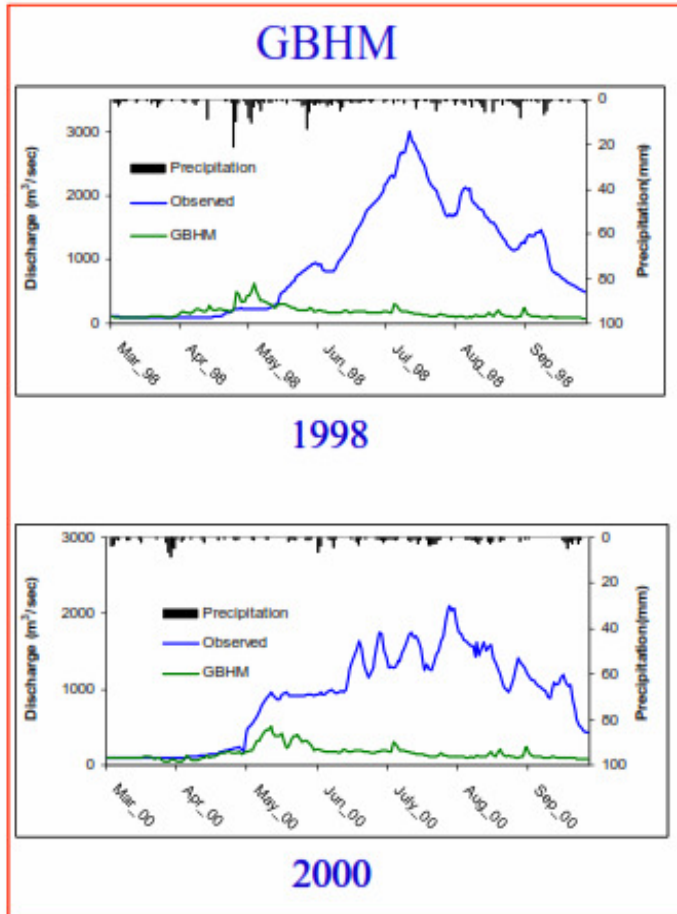 GBHM
Discharge (m³/sec)
3000
2000
1000
0
Precipitation
Observed
GBHM
0
20
40
60
80
100
Precipitation(mm)
Mar_98
Apr_98
May_98
Jun_98
Jul_98
Aug_98
Sep_98
1998
Discharge (m³/sec)
3000
2000
1000
0
Precipitation
Observed
GBHM
0
20
40
60
80
100
Precipitation(mm)
Mar_00
Apr_00
May_00
Jun_00
July_00
Aug_00
Sep_00
2000